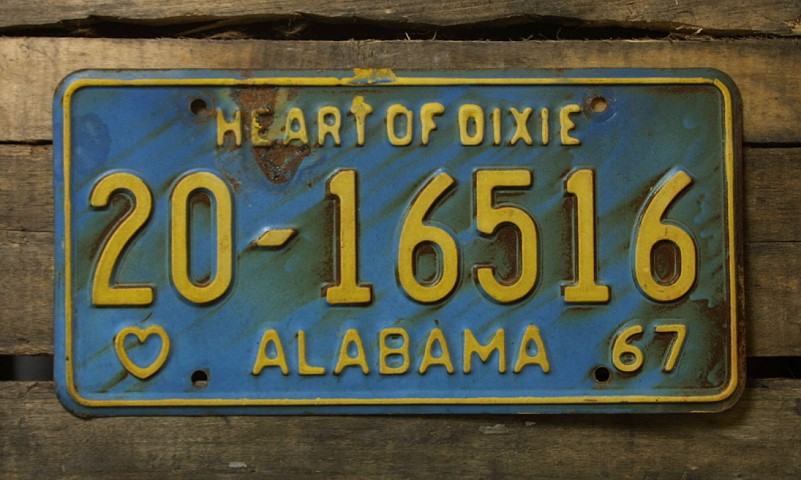 HEART OF DIXIE
20-16516
ALABAMA 67